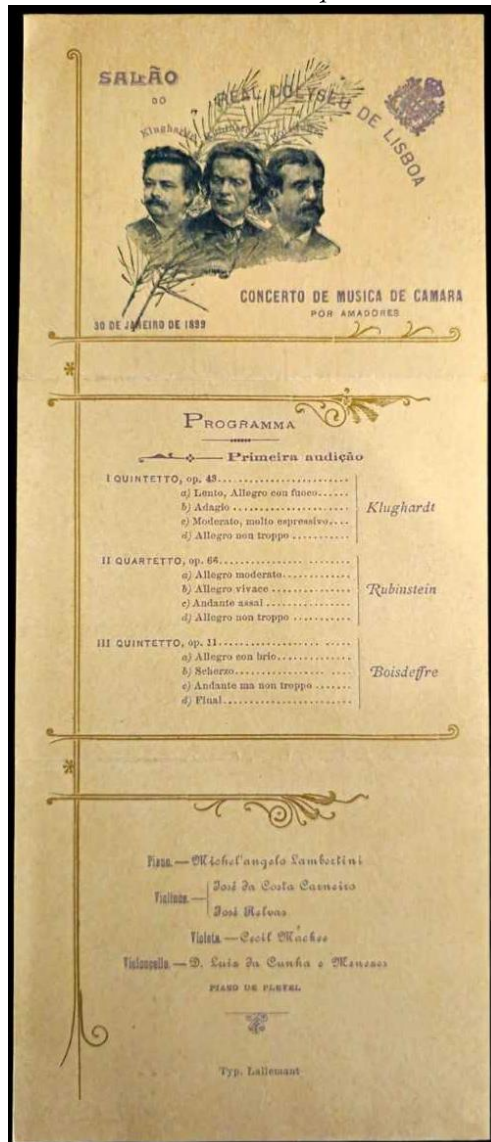 SALÃO
DO
REAL COLYSEU DE LISBOA
Klughardt Rubinstein Boisdeffre
CONCERTO DE MUSICA DE CAMARA
POR AMADORES
30 DE JANEIRO DE 1899
PROGRAMMA
Primeira audição
I QUINTETTO, op. 43
a) Lento, Allegro con fuoco
b) Adagio
c) Moderato, molto espressivo
d) Allegro non troppo
Klughardt
II QUARTETTO, op. 66
a) Allegro moderato
b) Allegro vivace
c) Andante assai
d) Allegro non troppo
Rubinstein
III QUINTETTO, op. 11
a) Allegro con brio
b) Scherzo
c) Andante ma non troppo
d) Final
Boisdeffre
Piano.—Michel'angelo Lambertini
Violinos.—José da Costa Carneiro
José Relvas
Violeta.—Cecil Mackee
Violoncello.—D. Luiz da Cunha e Menezes
PIANO DE PLEYEL
Typ. Lallemant